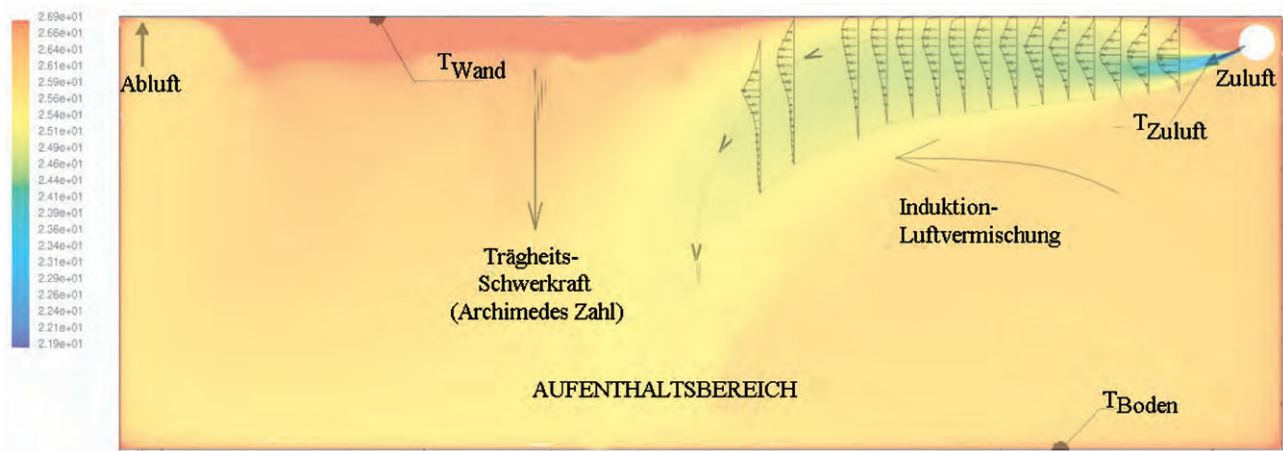 2.69e+01
2.66e+01
2.64e+01
2.61e+01
2.59e+01
2.56e+01
2.54e+01
2.51e+01
2.49e+01
2.46e+01
2.44e+01
2.41e+01
2.39e+01
2.36e+01
2.34e+01
2.31e+01
2.29e+01
2.26e+01
2.24e+01
2.21e+01
2.19e+01
Abluft
TWand
Zuluft
TZuluft
Induktion-
Luftvermischung
Trägheits-
Schwerkraft
(Archimedes Zahl)
AUFENTHALTSBEREICH
TBoden